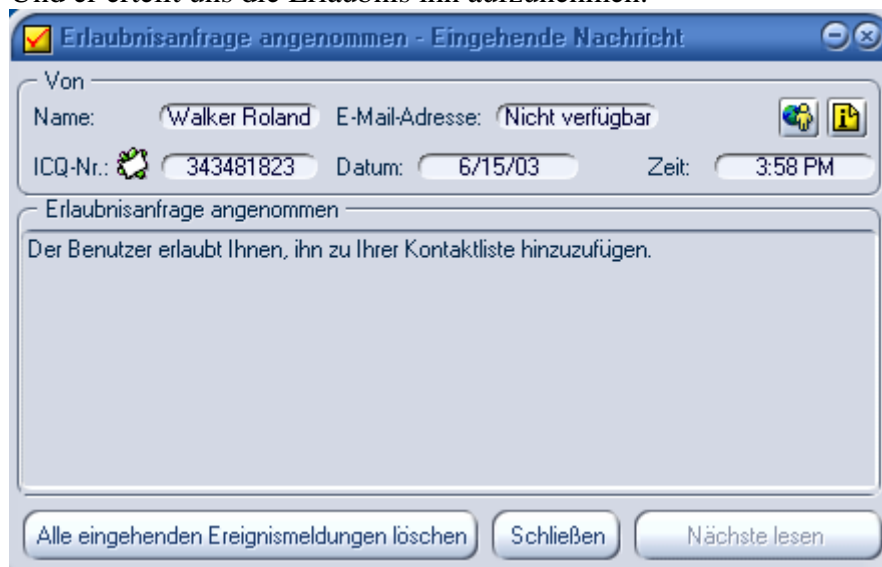 Und er erteilt uns die Erlaubnis ihn aufzunehmen.
Erlaubnisanfrage angenommen - Eingehende Nachricht
Von
Name: Walker Roland E-Mail-Adresse: Nicht verfügbar
ICQ-Nr.: 343481823 Datum: 6/15/03 Zeit: 3:58 PM
Erlaubnisanfrage angenommen
Der Benutzer erlaubt Ihnen, ihn zu Ihrer Kontaktliste hinzuzufügen.
Alle eingehenden Ereignismeldungen löschen Schließen Nächste lesen